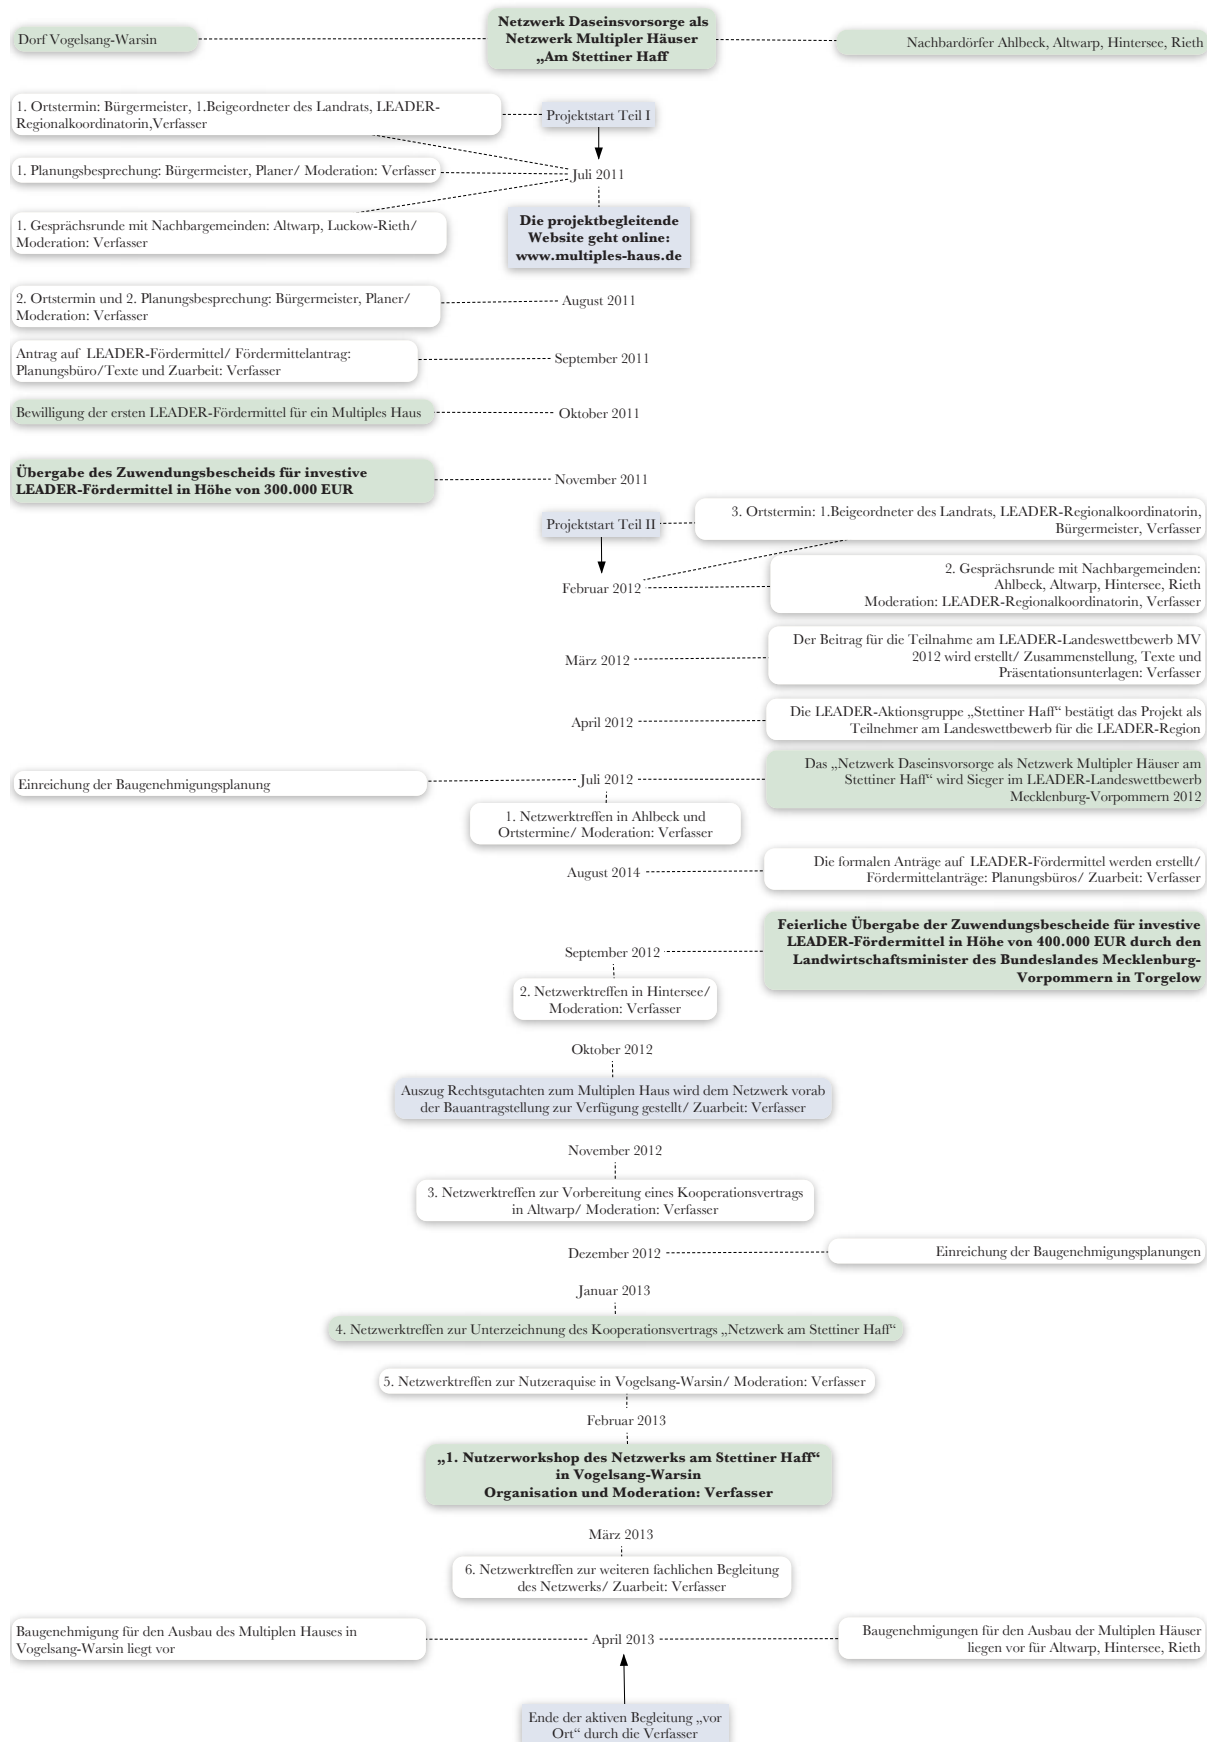 Netzwerk Daseinsvorsorge als
Netzwerk Multipler Häuser
„Am Stettiner Haff
Dorf Vogelsang-Warsin
Nachbardörfer Ahlbeck, Altwarp, Hintersee, Rieth
1. Ortstermin: Bürgermeister, 1.Beigeordneter des Landrats, LEADER-
Regionalkoordinatorin,Verfasser
Projektstart Teil I
1. Planungsbesprechung: Bürgermeister, Planer/ Moderation: Verfasser
Juli 2011
1. Gesprächsrunde mit Nachbargemeinden: Altwarp, Luckow-Rieth/
Moderation: Verfasser
Die projektbegleitende
Website geht online:
www.multiples-haus.de
2. Ortstermin und 2. Planungsbesprechung: Bürgermeister, Planer/
Moderation: Verfasser
August 2011
Antrag auf  LEADER-Fördermittel/ Fördermittelantrag:
Planungsbüro/Texte und Zuarbeit: Verfasser
September 2011
Bewilligung der ersten LEADER-Fördermittel für ein Multiples Haus
Oktober 2011
Übergabe des Zuwendungsbescheids für investive
LEADER-Fördermittel in Höhe von 300.000 EUR
November 2011
Projektstart Teil II
3. Ortstermin: 1.Beigeordneter des Landrats, LEADER-Regionalkoordinatorin,
Bürgermeister, Verfasser
Februar 2012
2. Gesprächsrunde mit Nachbargemeinden:
Ahlbeck, Altwarp, Hintersee, Rieth
Moderation: LEADER-Regionalkoordinatorin, Verfasser
März 2012
Der Beitrag für die Teilnahme am LEADER-Landeswettbewerb MV
2012 wird erstellt/ Zusammenstellung, Texte und
Präsentationsunterlagen: Verfasser
April 2012
Die LEADER-Aktionsgruppe „Stettiner Haff“ bestätigt das Projekt als
Teilnehmer am Landeswettbewerb für die LEADER-Region
Einreichung der Baugenehmigungsplanung
Juli 2012
Das „Netzwerk Daseinsvorsorge als Netzwerk Multipler Häuser am
Stettiner Haff“ wird Sieger im LEADER-Landeswettbewerb
Mecklenburg-Vorpommern 2012
1. Netzwerktreffen in Ahlbeck und
Ortstermine/ Moderation: Verfasser
August 2014
Die formalen Anträge auf  LEADER-Fördermittel werden erstellt/
Fördermittelanträge: Planungsbüros/ Zuarbeit: Verfasser
September 2012
Feierliche Übergabe der Zuwendungsbescheide für investive
LEADER-Fördermittel in Höhe von 400.000 EUR durch den
Landwirtschaftsminister des Bundeslandes Mecklenburg-
Vorpommern in Torgelow
2. Netzwerktreffen in Hintersee/
Moderation: Verfasser
Oktober 2012
Auszug Rechtsgutachten zum Multiplen Haus wird dem Netzwerk vorab
der Bauantragstellung zur Verfügung gestellt/ Zuarbeit: Verfasser
November 2012
3. Netzwerktreffen zur Vorbereitung eines Kooperationsvertrags
in Altwarp/ Moderation: Verfasser
Dezember 2012
Einreichung der Baugenehmigungsplanungen
Januar 2013
4. Netzwerktreffen zur Unterzeichnung des Kooperationsvertrags „Netzwerk am Stettiner Haff“
5. Netzwerktreffen zur Nutzeraquise in Vogelsang-Warsin/ Moderation: Verfasser
Februar 2013
„1. Nutzerworkshop des Netzwerks am Stettiner Haff“
in Vogelsang-Warsin
Organisation und Moderation: Verfasser
März 2013
6. Netzwerktreffen zur weiteren fachlichen Begleitung
des Netzwerks/ Zuarbeit: Verfasser
Baugenehmigung für den Ausbau des Multiplen Hauses in
Vogelsang-Warsin liegt vor
April 2013
Baugenehmigungen für den Ausbau der Multiplen Häuser
liegen vor für Altwarp, Hintersee, Rieth
Ende der aktiven Begleitung „vor
Ort“ durch die Verfasser